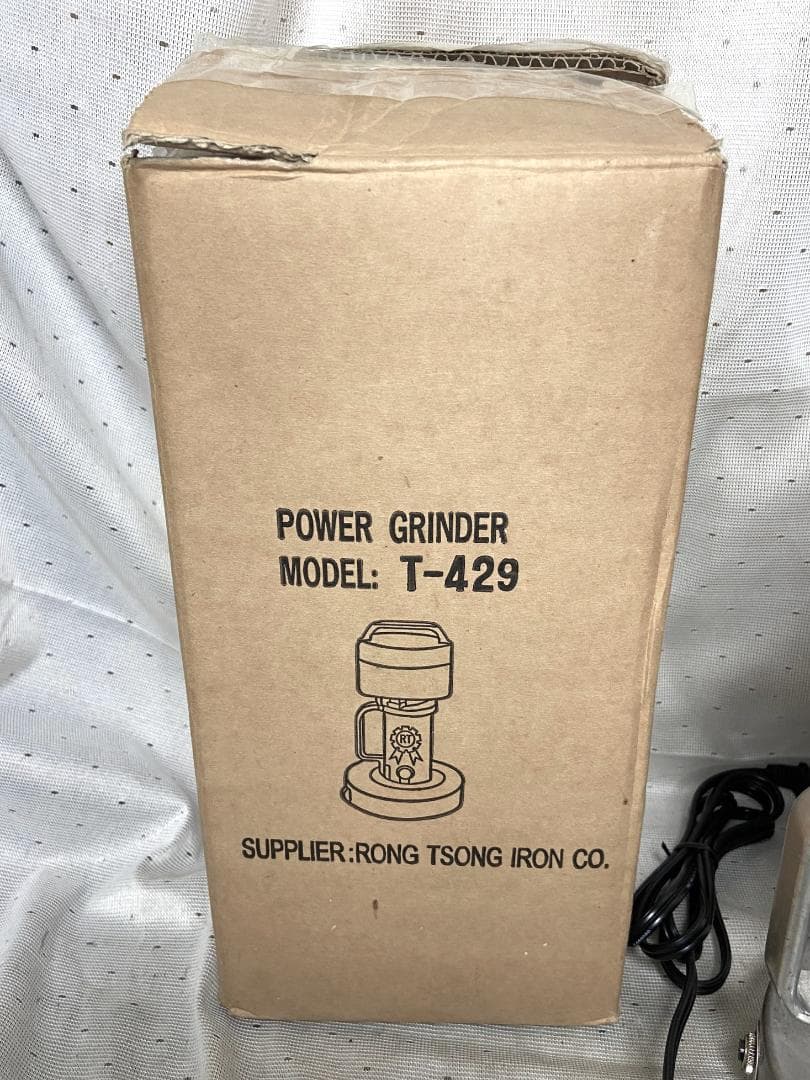 POWER GRINDER
MODEL: T-429
RT
SUPPLIER:RONG TSONG IRON CO.